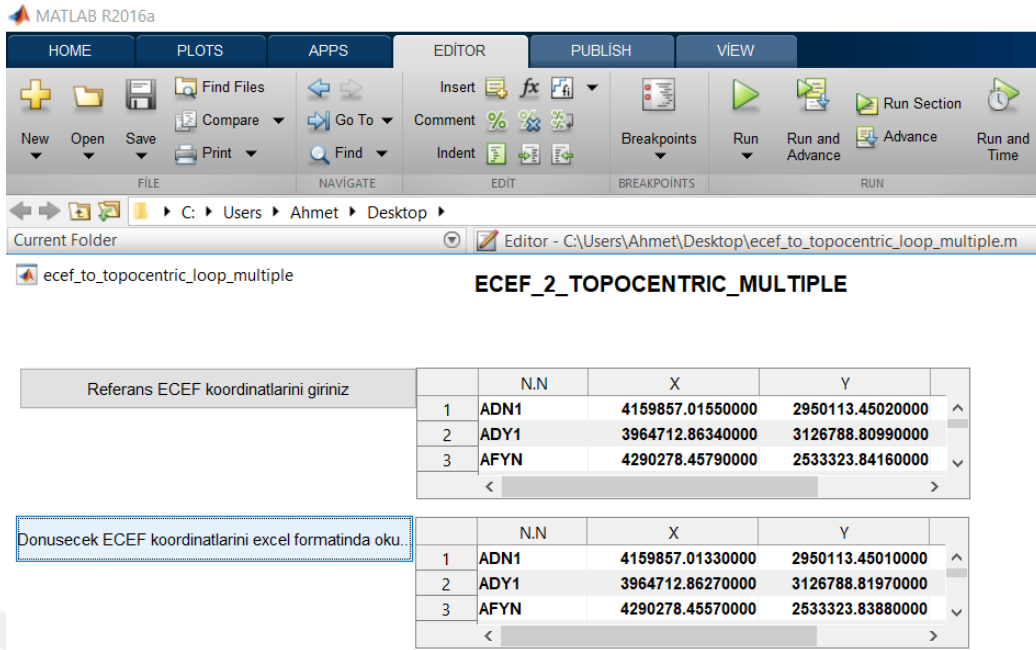 MATLAB R2016a
HOME PLOTS APPS EDİTOR PUBLİSH VİEW
New Open Save Find Files Compare Print
FİLE
Go To Find
NAVİGATE
Insert fx fi
Comment
Indent
EDİT
Breakpoints
BREAKPOİNTS
Run Run and Advance Run Section Advance Run and Time
RUN
C: Users Ahmet Desktop
Current Folder
Editor - C:\Users\Ahmet\Desktop\ecef_to_topocentric_loop_multiple.m
ecef_to_topocentric_loop_multiple
ECEF_2_TOPOCENTRIC_MULTIPLE
Referans ECEF koordinatlarini giriniz
N.N X Y
1 ADN1 4159857.01550000 2950113.45020000
2 ADY1 3964712.86340000 3126788.80990000
3 AFYN 4290278.45790000 2533323.84160000
Donusecek ECEF koordinatlarini excel formatinda oku..
N.N X Y
1 ADN1 4159857.01330000 2950113.45010000
2 ADY1 3964712.86270000 3126788.81970000
3 AFYN 4290278.45570000 2533323.83880000